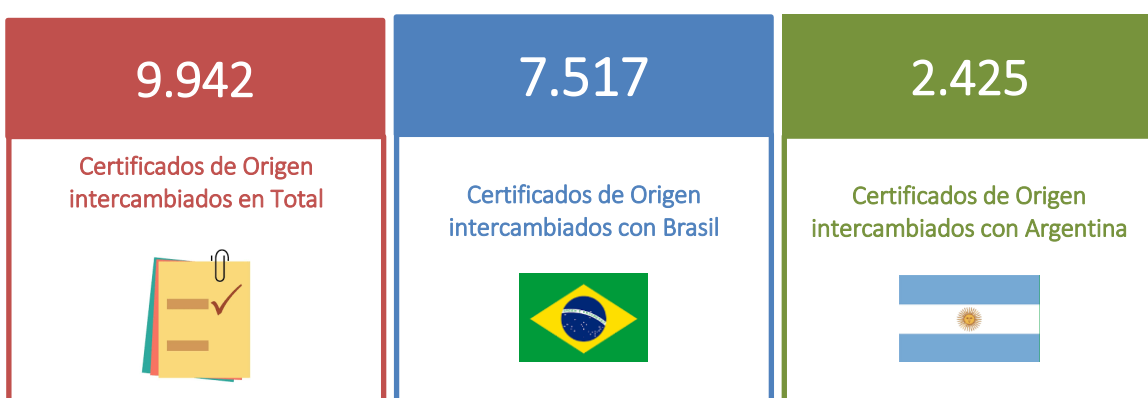 9.942
Certificados de Origen
intercambiados en Total
7.517
Certificados de Origen
intercambiados con Brasil
2.425
Certificados de Origen
intercambiados con Argentina